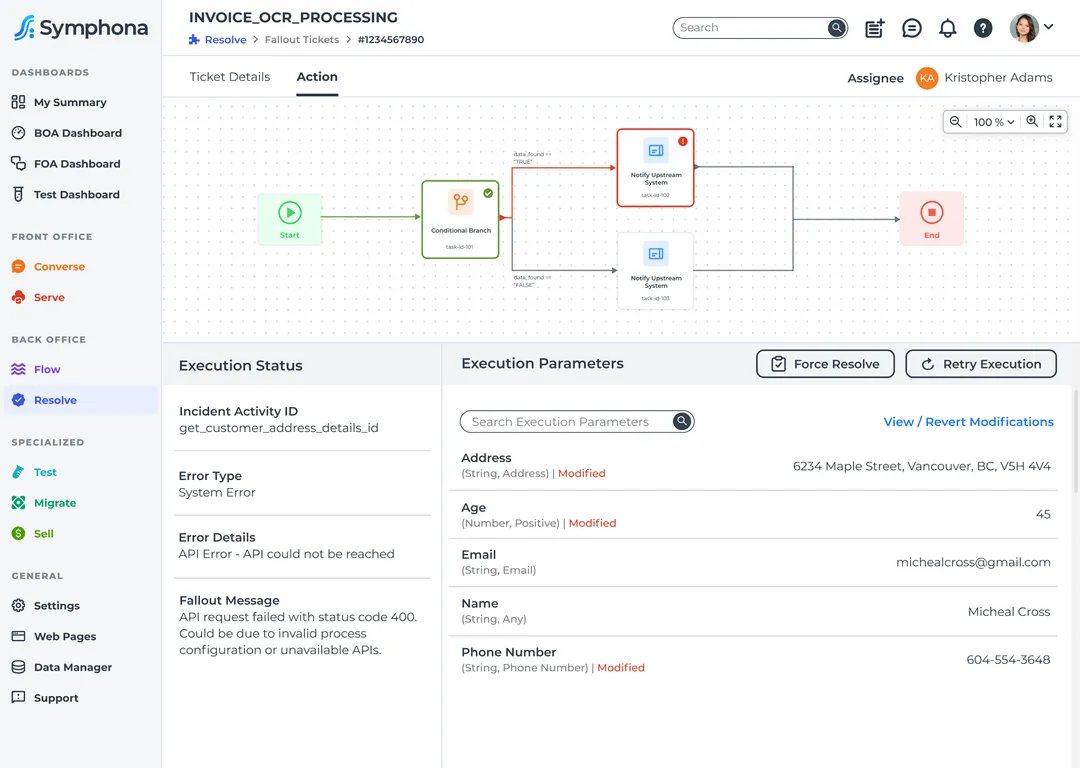 Symphona
DASHBOARDS
My Summary
BOA Dashboard
FOA Dashboard
Test Dashboard
FRONT OFFICE
Converse
Serve
BACK OFFICE
Flow
Resolve
SPECIALIZED
Test
Migrate
Sell
GENERAL
Settings
Web Pages
Data Manager
Support
INVOICE_OCR_PROCESSING
Resolve > Fallout Tickets > #1234567890
Search
Ticket Details
Action
Assignee KA Kristopher Adams
100 %
Start
Conditional Branch
task-id-101
data_found ==
"TRUE"
Notify Upstream
System
task-id-102
data_found ==
"FALSE"
Notify Upstream
System
task-id-103
End
Execution Status
Incident Activity ID
get_customer_address_details_id
Error Type
System Error
Error Details
API Error - API could not be reached
Fallout Message
API request failed with status code 400.
Could be due to invalid process
configuration or unavailable APIs.
Execution Parameters
Force Resolve
Retry Execution
Search Execution Parameters
View / Revert Modifications
Address
(String, Address) | Modified
6234 Maple Street, Vancouver, BC, V5H 4V4
Age
(Number, Positive) | Modified
45
Email
(String, Email)
michealcross@gmail.com
Name
(String, Any)
Micheal Cross
Phone Number
(String, Phone Number) | Modified
604-554-3648